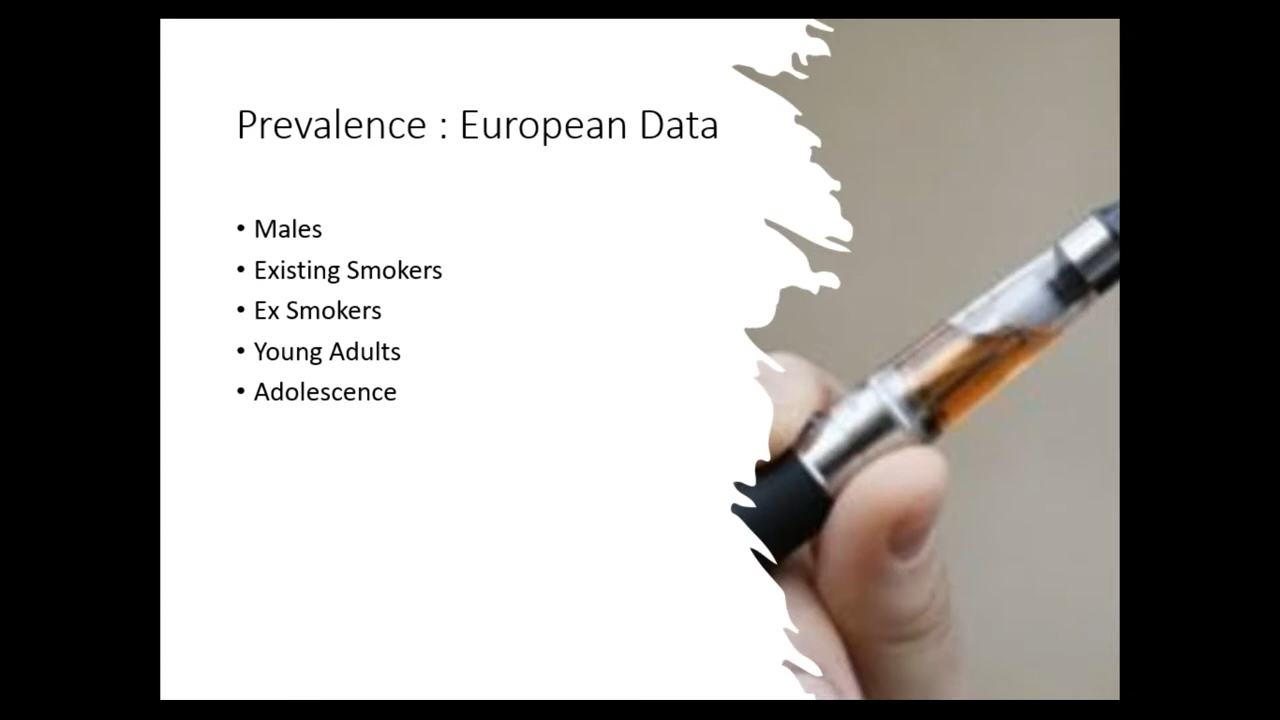 Prevalence : European Data
• Males
• Existing Smokers
• Ex Smokers
• Young Adults
• Adolescence